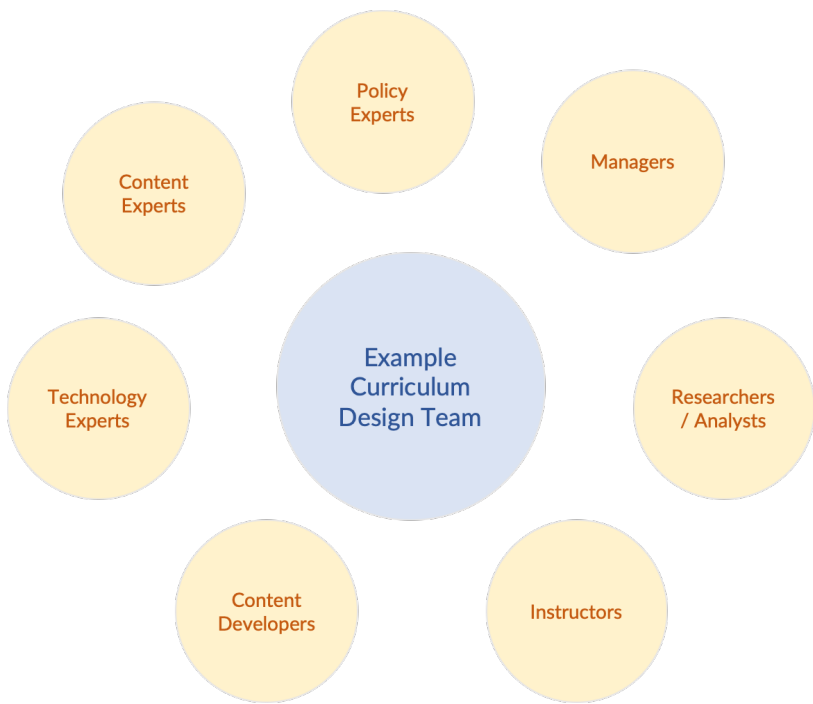 Policy
Experts
Managers
Content
Experts
Example
Curriculum
Design Team
Technology
Experts
Researchers
/ Analysts
Content
Developers
Instructors